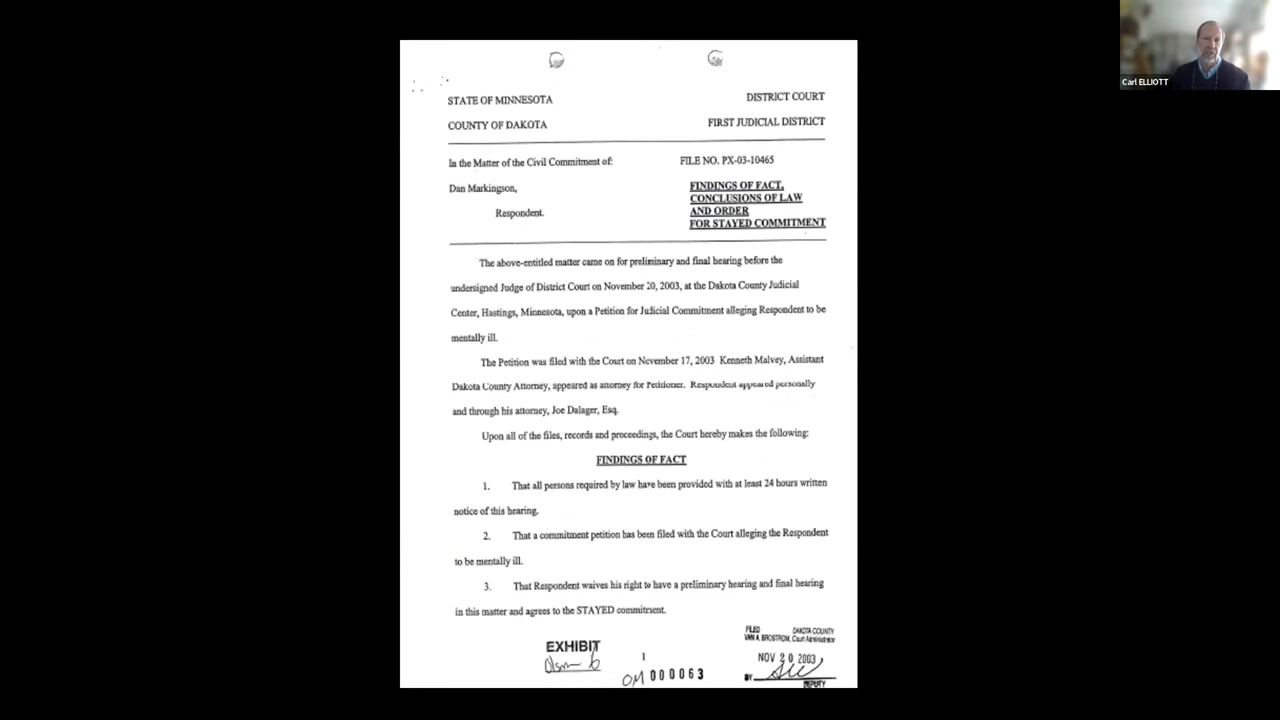 Carl ELLIOTT
STATE OF MINNESOTA
DISTRICT COURT
COUNTY OF DAKOTA
FIRST JUDICIAL DISTRICT
In the Matter of the Civil Commitment of:
FILE NO. PX-03-10465
Dan Markingson,
Respondent.
FINDINGS OF FACT,
CONCLUSIONS OF LAW
AND ORDER
FOR STAYED COMMITMENT
The above-entitled matter came on for preliminary and final hearing before the
undersigned Judge of District Court on November 20, 2003, at the Dakota County Judicial
Center, Hastings, Minnesota, upon a Petition for Judicial Commitment alleging Respondent to be
mentally ill.
The Petition was filed with the Court on November 17, 2003 Kenneth Malvey, Assistant
Dakota County Attorney, appeared as attorney for Petitioner. Respondent appeared personally
and through his attorney, Joe Dalager, Esq.
Upon all of the files, records and proceedings, the Court hereby makes the following:
FINDINGS OF FACT
1. That all persons required by law have been provided with at least 24 hours written
notice of this hearing.
2. That a commitment petition has been filed with the Court alleging the Respondent
to be mentally ill.
3. That Respondent waives his right to have a preliminary hearing and final hearing
in this matter and agrees to the STAYED commitment.
EXHIBIT
Olson 6
1
OM 000063
FILED DAKOTA COUNTY
VAN A. BROSTROM, Court Administrator
NOV 20 2003
BY
DEPUTY